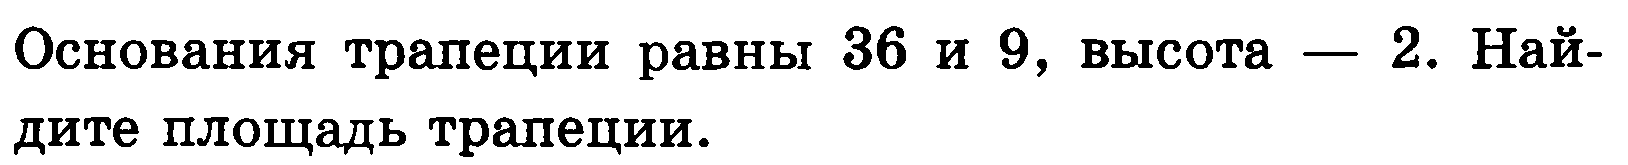 Основания трапеции равны 36 и 9, высота — 2. Най-
дите площадь трапеции.